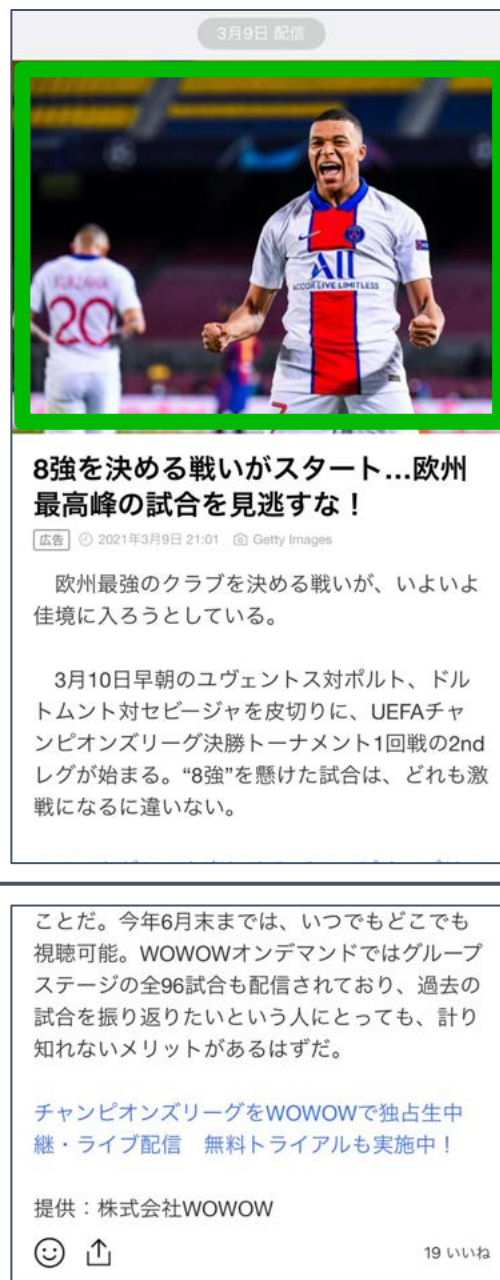 3月9日 配信
20
ALL
ACCOR LIVE LIMITLESS
7
8強を決める戦いがスタート…欧州
最高峰の試合を見逃すな！
広告 2021年3月9日 21:01 Getty Images
欧州最強のクラブを決める戦いが、いよいよ
佳境に入ろうとしている。
3月10日早朝のユヴェントス対ポルト、ドル
トムント対セビージャを皮切りに、UEFAチャ
ンピオンズリーグ決勝トーナメント1回戦の2nd
レグが始まる。“8強”を懸けた試合は、どれも激
戦になるに違いない。
ことだ。今年6月末までは、いつでもどこでも
視聴可能。WOWOWオンデマンドではグループ
ステージの全96試合も配信されており、過去の
試合を振り返りたいという人にとっても、計り
知れないメリットがあるはずだ。
チャンピオンズリーグをWOWOWで独占生中
継・ライブ配信　無料トライアルも実施中！
提供：株式会社WOWOW
19 いいね